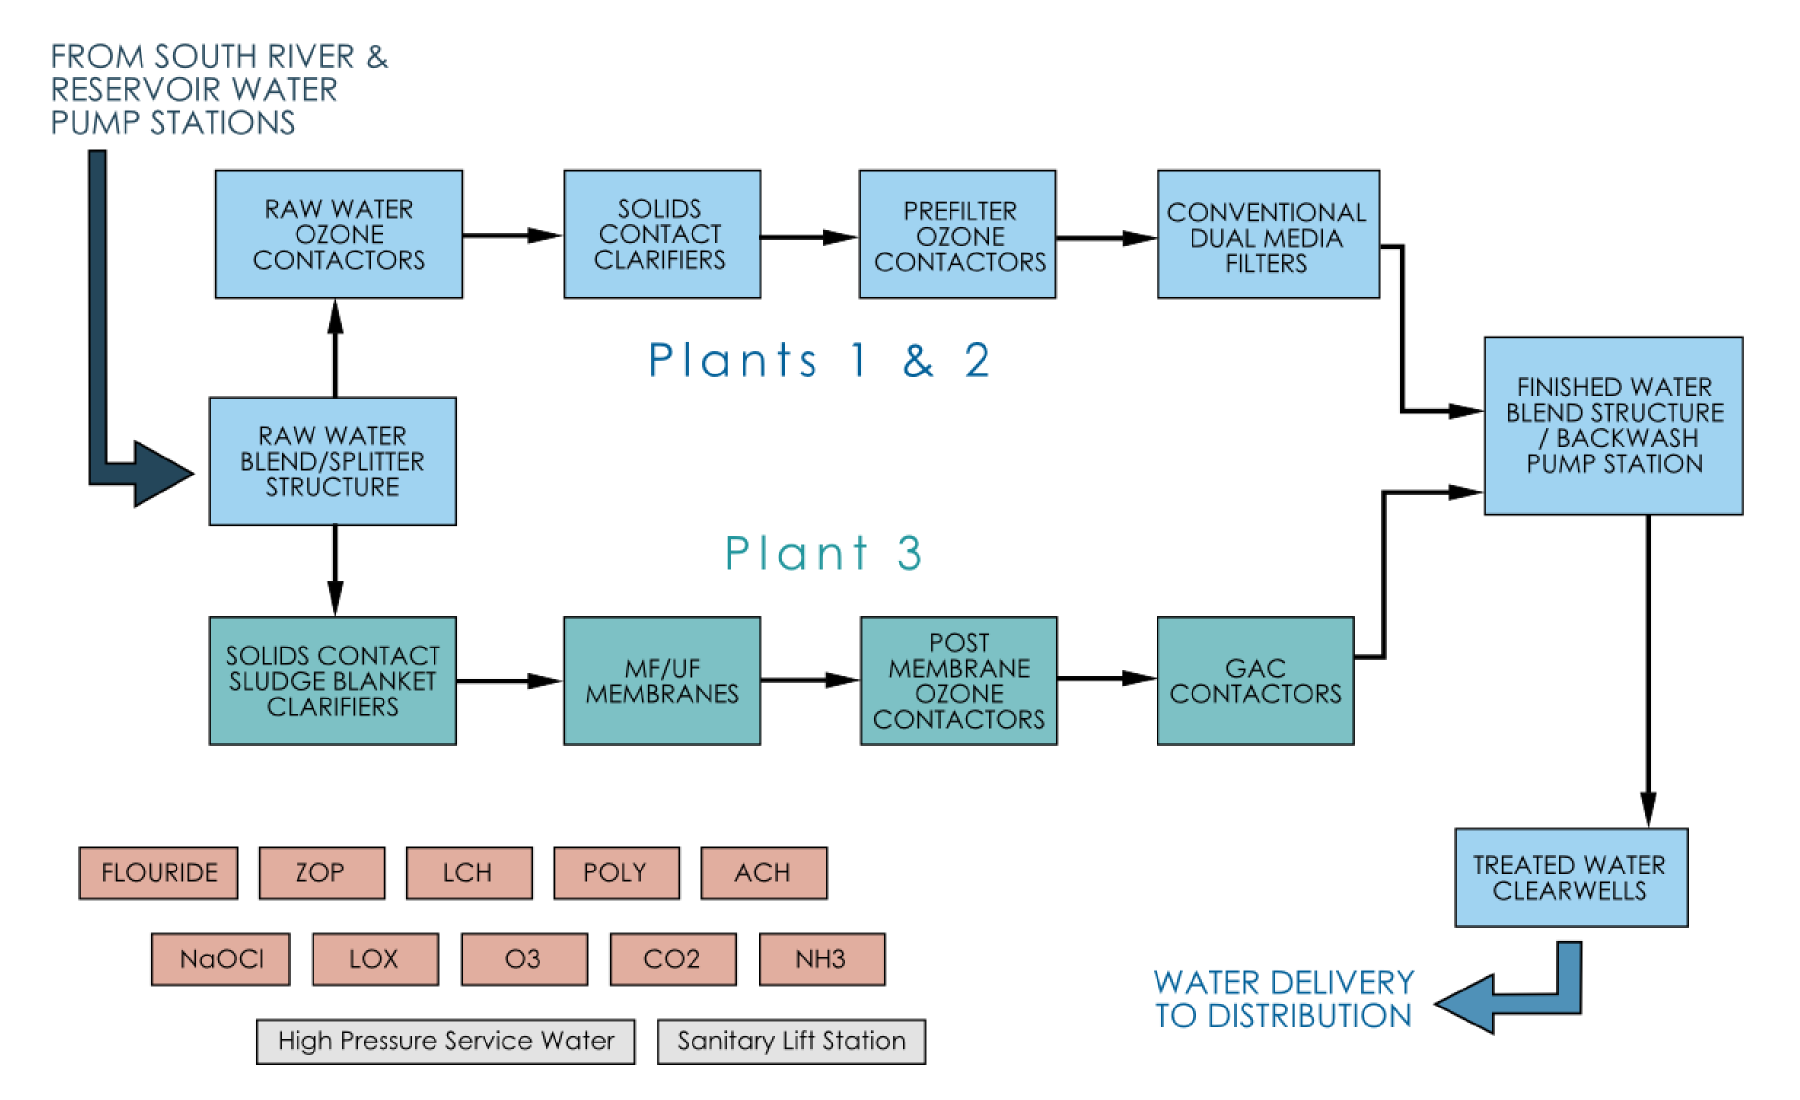 FROM SOUTH RIVER &
RESERVOIR WATER
PUMP STATIONS
RAW WATER
OZONE
CONTACTORS
SOLIDS
CONTACT
CLARIFIERS
PREFILTER
OZONE
CONTACTORS
CONVENTIONAL
DUAL MEDIA
FILTERS
Plants 1 & 2
RAW WATER
BLEND/SPLITTER
STRUCTURE
FINISHED WATER
BLEND STRUCTURE
/ BACKWASH
PUMP STATION
Plant 3
SOLIDS CONTACT
SLUDGE BLANKET
CLARIFIERS
MF/UF
MEMBRANES
POST
MEMBRANE
OZONE
CONTACTORS
GAC
CONTACTORS
TREATED WATER
CLEARWELLS
WATER DELIVERY
TO DISTRIBUTION
FLOURIDE
ZOP
LCH
POLY
ACH
NaOCl
LOX
O3
CO2
NH3
High Pressure Service Water
Sanitary Lift Station